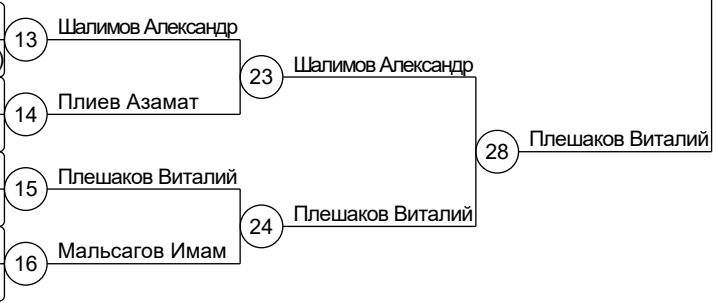 13 Шалимов Александр
23 Шалимов Александр
14 Плиев Азамат
28 Плешаков Виталий
15 Плешаков Виталий
24 Плешаков Виталий
16 Мальсагов Имам